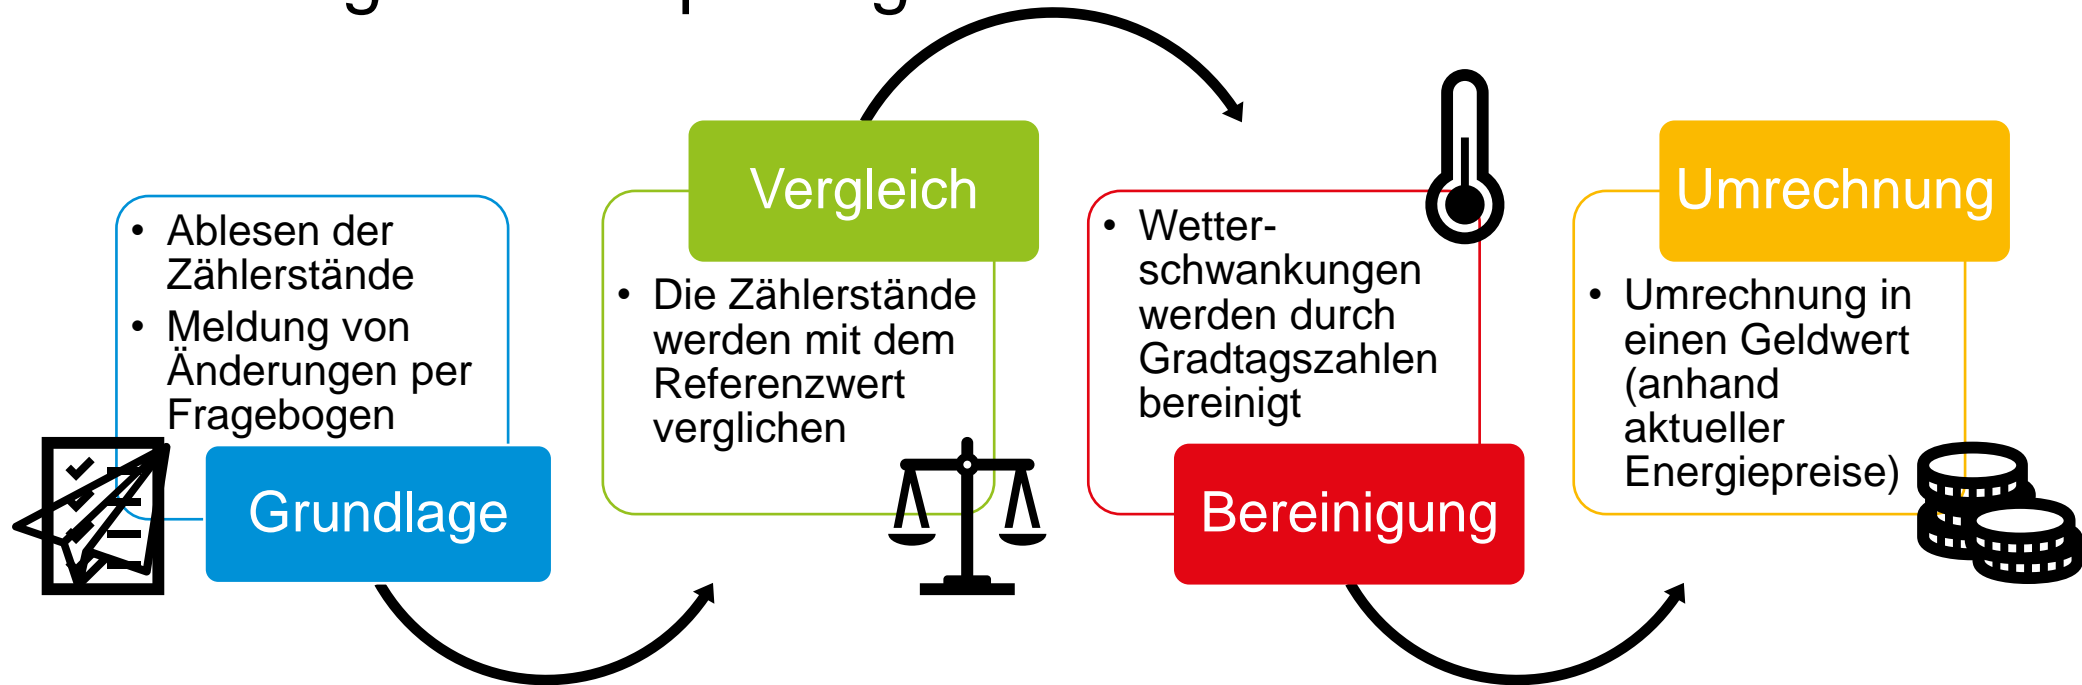 • Ablesen der
Zählerstände
• Meldung von
Änderungen per
Fragebogen
Grundlage
Vergleich
• Die Zählerstände
werden mit dem
Referenzwert
verglichen
• Wetter-
schwankungen
werden durch
Gradtagszahlen
bereinigt
Bereinigung
Umrechnung
• Umrechnung in
einen Geldwert
(anhand
aktueller
Energiepreise)